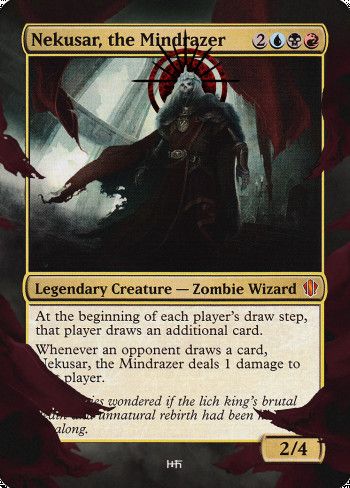 Nekusar, the Mindrazer 2
Legendary Creature — Zombie Wizard
At the beginning of each player's draw step,
that player draws an additional card.
Whenever an opponent draws a card,
Nekusar, the Mindrazer deals 1 damage to
player.
wondered if the lich king's brutal
unnatural rebirth had been
along.
2/4